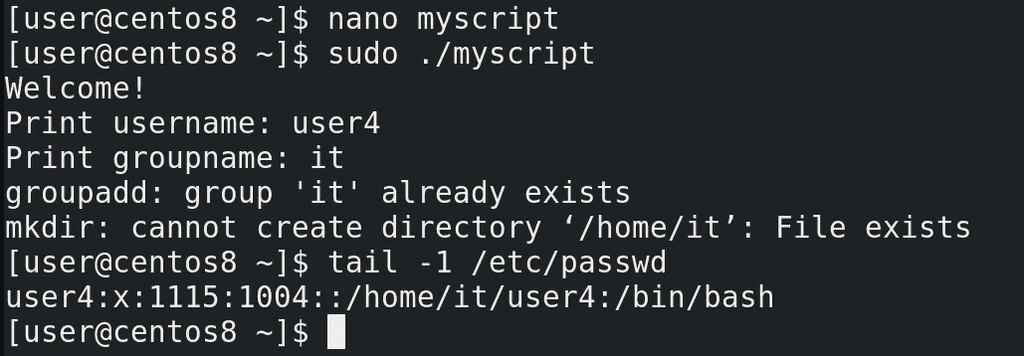 [user@centos8 ~]$ nano myscript
[user@centos8 ~]$ sudo ./myscript
Welcome!
Print username: user4
Print groupname: it
groupadd: group 'it' already exists
mkdir: cannot create directory ‘/home/it’: File exists
[user@centos8 ~]$ tail -1 /etc/passwd
user4:x:1115:1004::/home/it/user4:/bin/bash
[user@centos8 ~]$